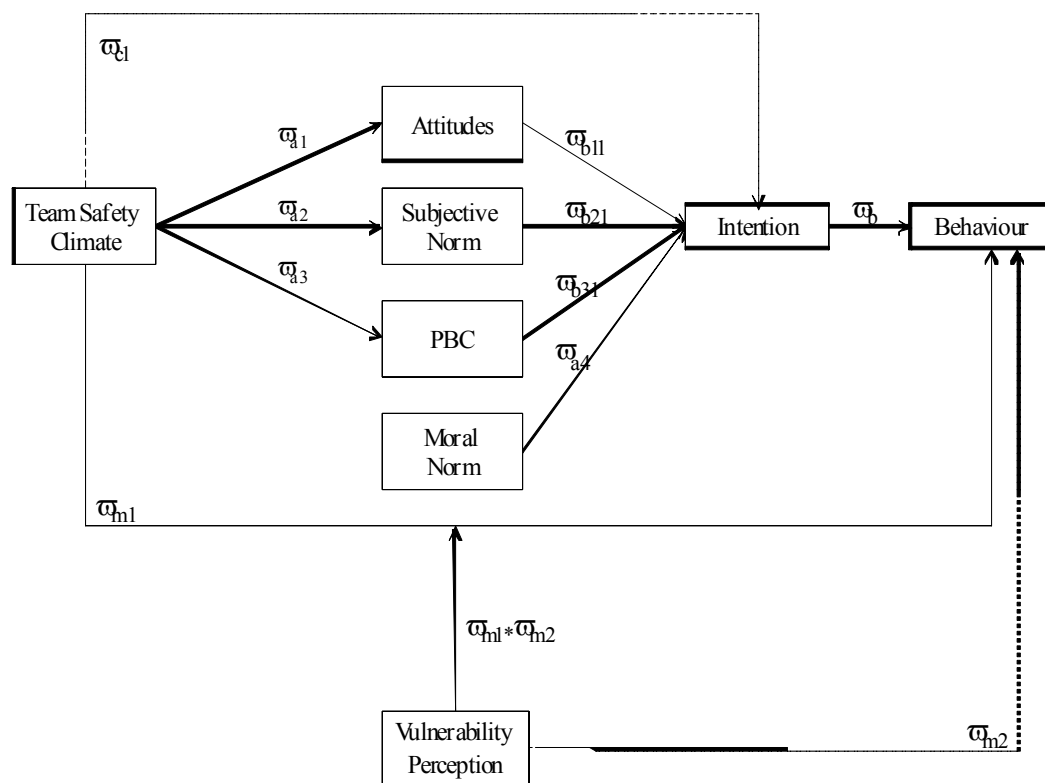 ϖc1
ϖa1
Attitudes
ϖb11
Team Safety
Climate
ϖa2
Subjective
Norm
ϖb21
Intention
ϖb
Behaviour
ϖa3
PBC
ϖb31
ϖa4
Moral
Norm
ϖm1
ϖm1*ϖm2
Vulnerability
Perception
ϖm2